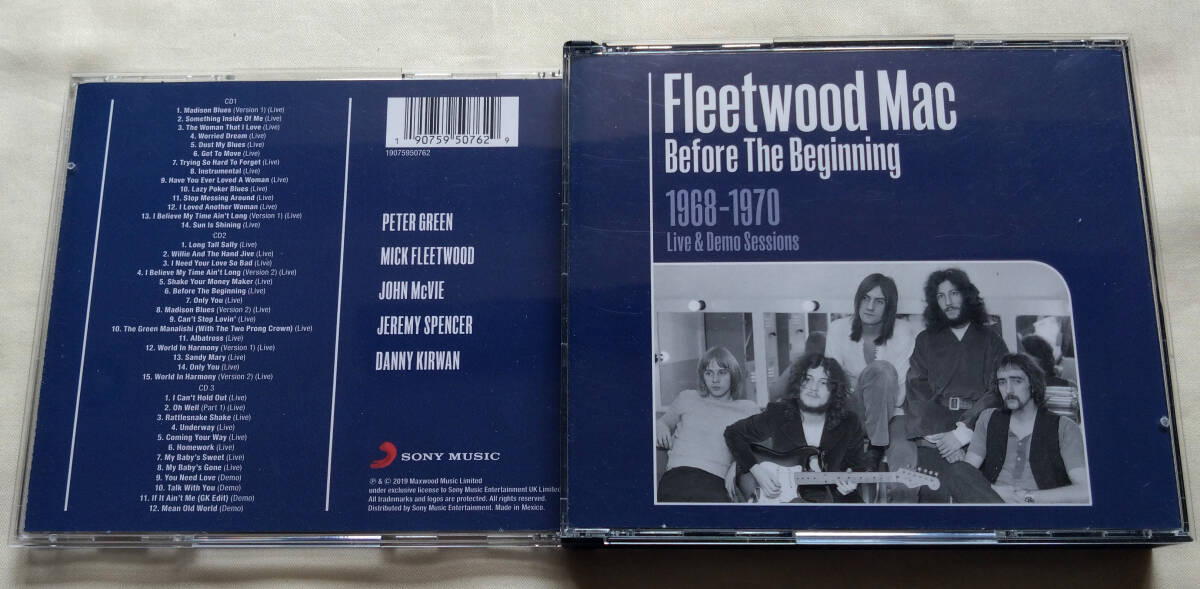 CD1
1. Madison Blues (Version 1) (Live)
2. Something Inside Of Me (Live)
3. The Woman That I Love (Live)
4. Worried Dream (Live)
5. Dust My Blues (Live)
6. Got To Move (Live)
7. Trying So Hard To Forget (Live)
8. Instrumental (Live)
9. Have You Ever Loved A Woman (Live)
10. Lazy Poker Blues (Live)
11. Stop Messing Around (Live)
12. I Loved Another Woman (Live)
13. I Believe My Time Ain't Long (Version 1) (Live)
14. Sun Is Shining (Live)
CD2
1. Long Tall Sally (Live)
2. Willie And The Hand Jive (Live)
3. I Need Your Love So Bad (Live)
4. I Believe My Time Ain't Long (Version 2) (Live)
5. Shake Your Money Maker (Live)
6. Before The Beginning (Live)
7. Only You (Live)
8. Madison Blues (Version 2) (Live)
9. Can't Stop Lovin' (Live)
10. The Green Manalishi (With The Two Prong Crown) (Live)
11. Albatross (Live)
12. World In Harmony (Version 1) (Live)
13. Sandy Mary (Live)
14. Only You (Live)
15. World In Harmony (Version 2) (Live)
CD 3
1. I Can't Hold Out (Live)
2. Oh Well (Part 1) (Live)
3. Rattlesnake Shake (Live)
4. Underway (Live)
5. Coming Your Way (Live)
6. Homework (Live)
7. My Baby's Sweet (Live)
8. My Baby's Gone (Live)
9. You Need Love (Demo)
10. Talk With You (Demo)
11. If It Ain't Me (GK Edit) (Demo)
12. Mean Old World (Demo)
1 90759 50762 9
19075950762
PETER GREEN
MICK FLEETWOOD
JOHN McVIE
JEREMY SPENCER
DANNY KIRWAN
SONY MUSIC
℗ & © 2019 Maxwood Music Limited
under exclusive license to Sony Music Entertainment UK Limited
All trademarks and logos are protected. All rights reserved.
Distributed by Sony Music Entertainment. Made in Mexico.
Fleetwood Mac
Before The Beginning
1968-1970
Live & Demo Sessions